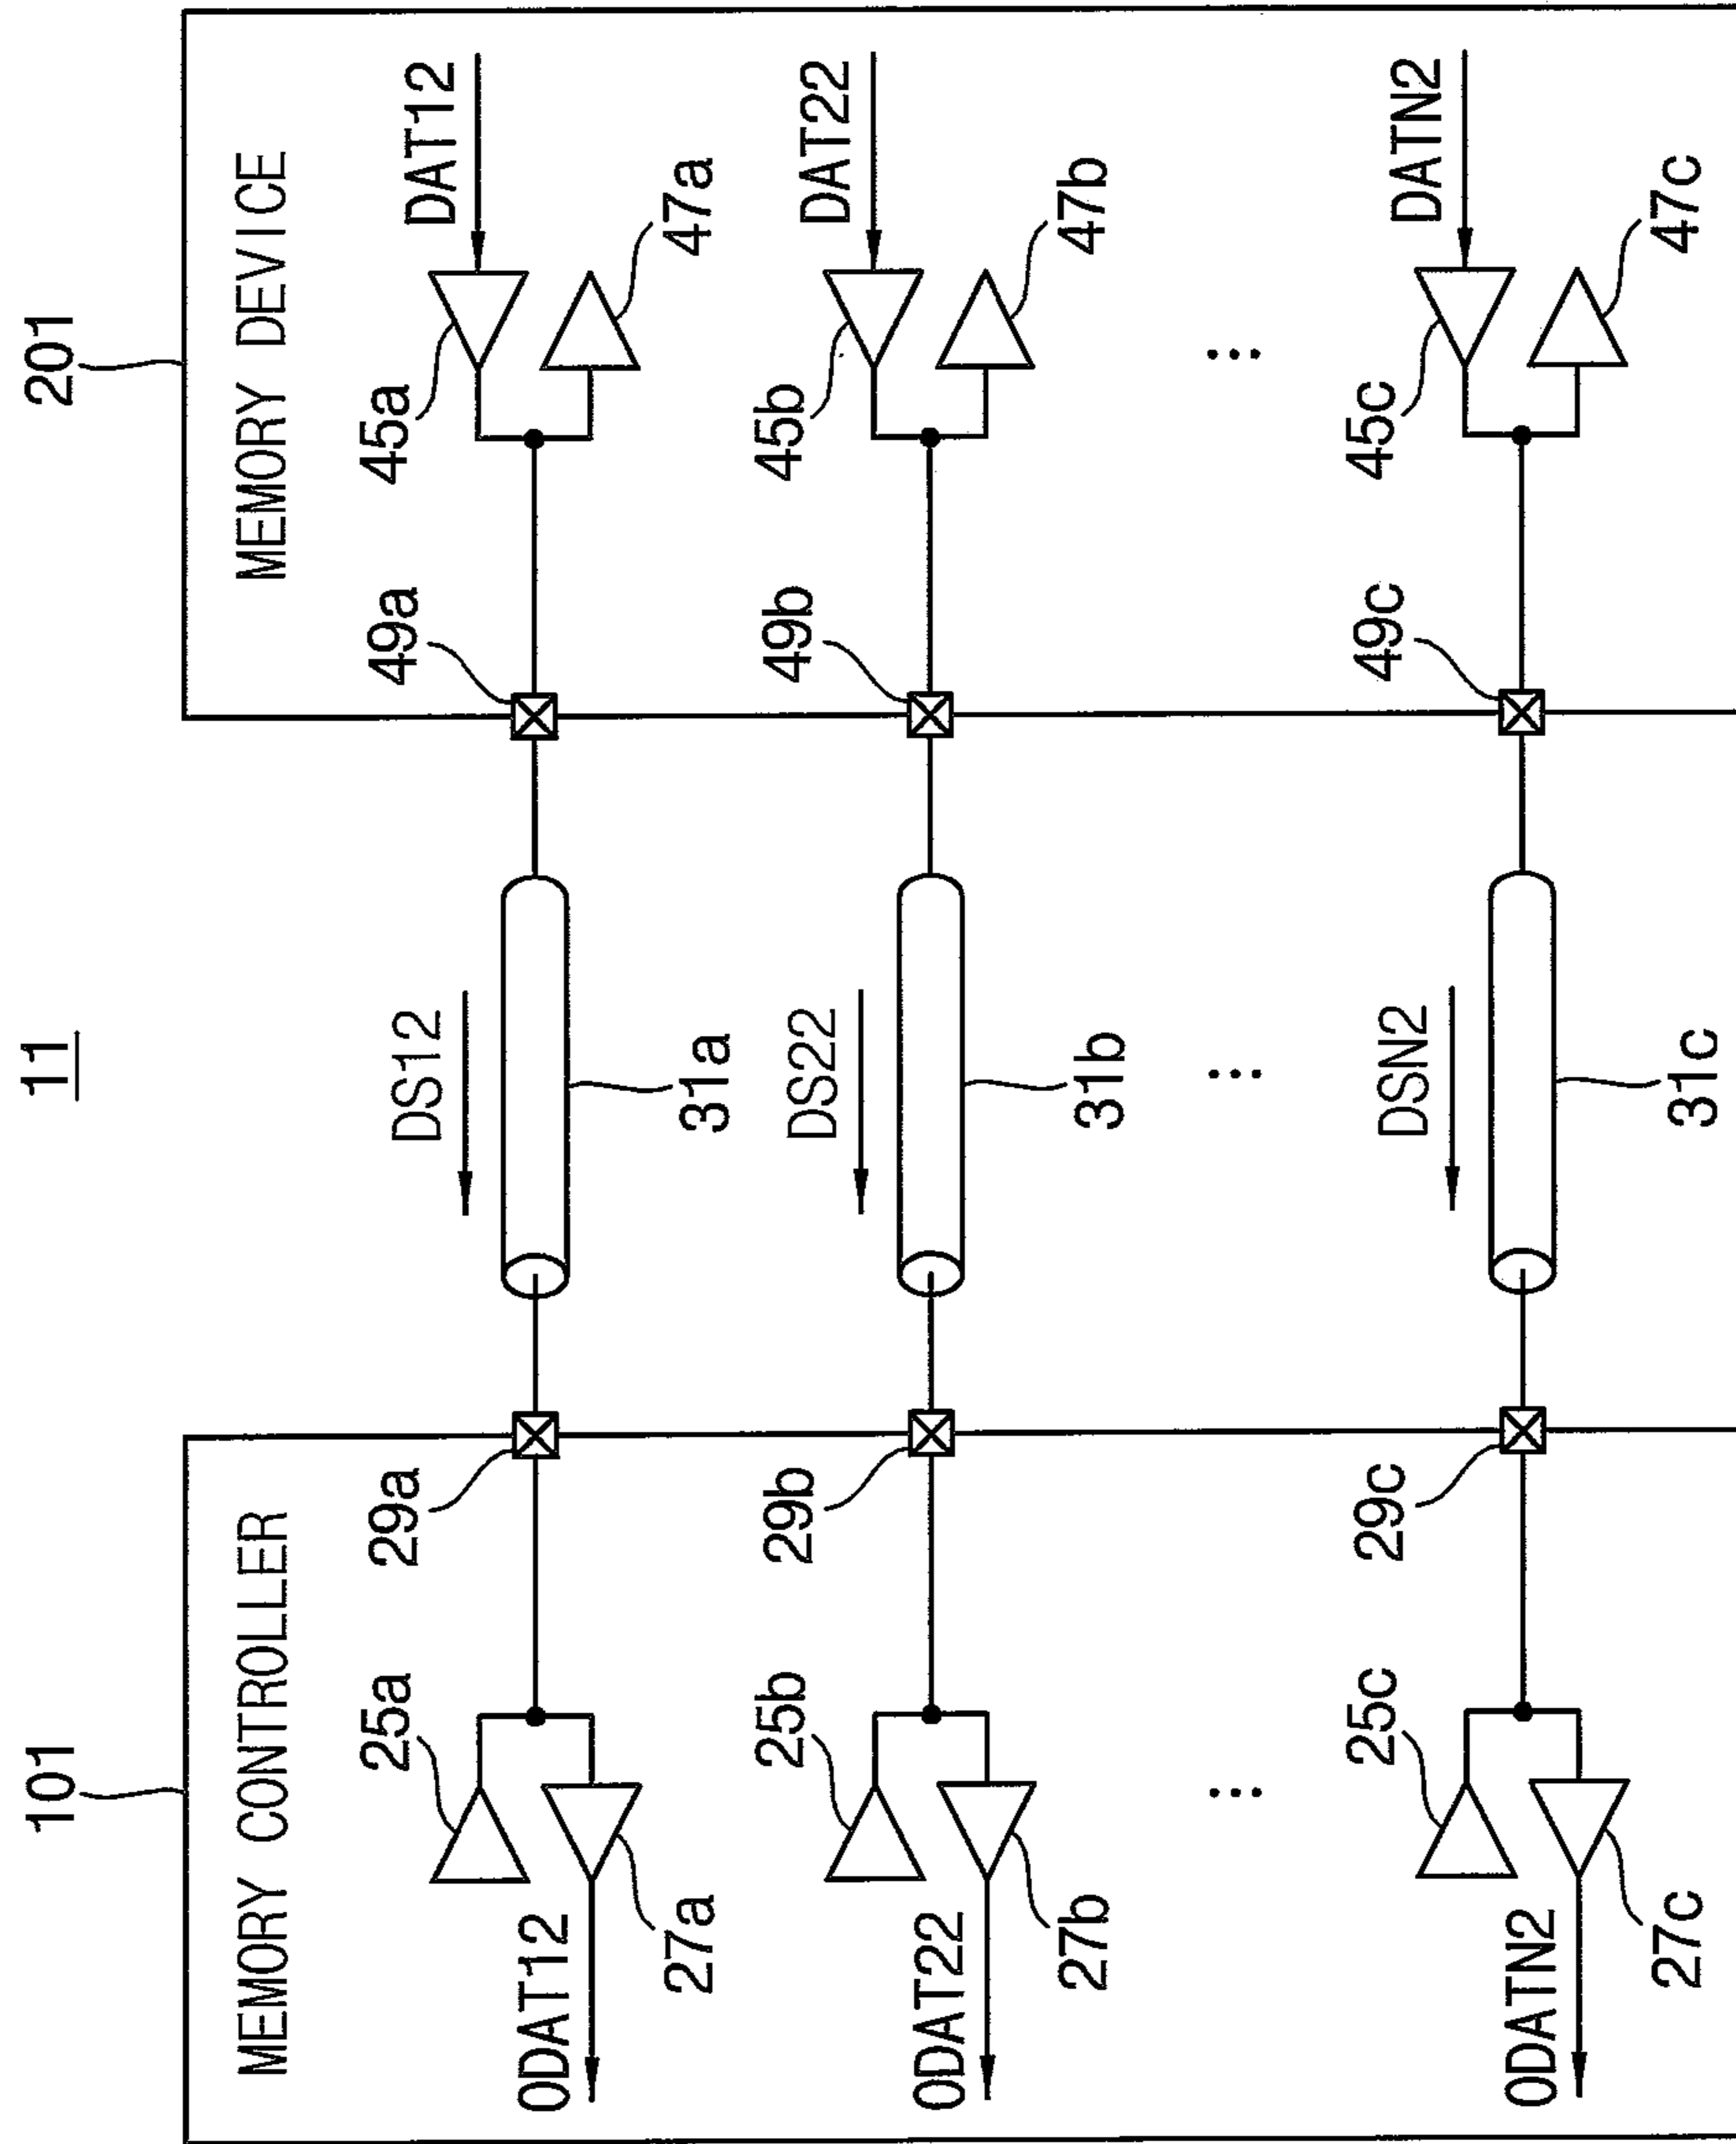 11
101
201
MEMORY CONTROLLER
MEMORY DEVICE
25a
29a
DS12
49a
45a
DAT12
ODAT12
27a
31a
47a
25b
29b
DS22
49b
45b
DAT22
ODAT22
27b
31b
47b
...
...
...
25c
29c
DSN2
49c
45c
DATN2
ODATN2
27c
31c
47c